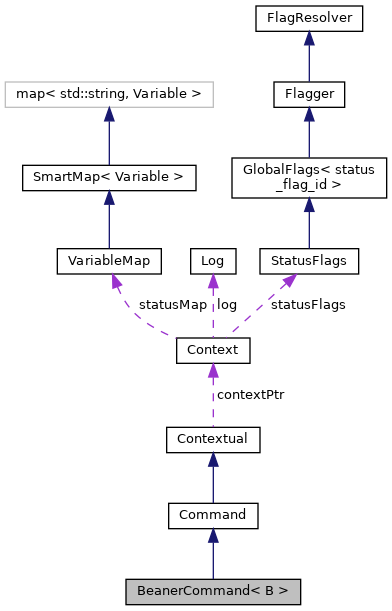 FlagResolver
map< std::string, Variable >
Flagger
SmartMap< Variable >
GlobalFlags< status
_flag_id >
VariableMap
Log
StatusFlags
statusMap
log
statusFlags
Context
contextPtr
Contextual
Command
BeanerCommand< B >